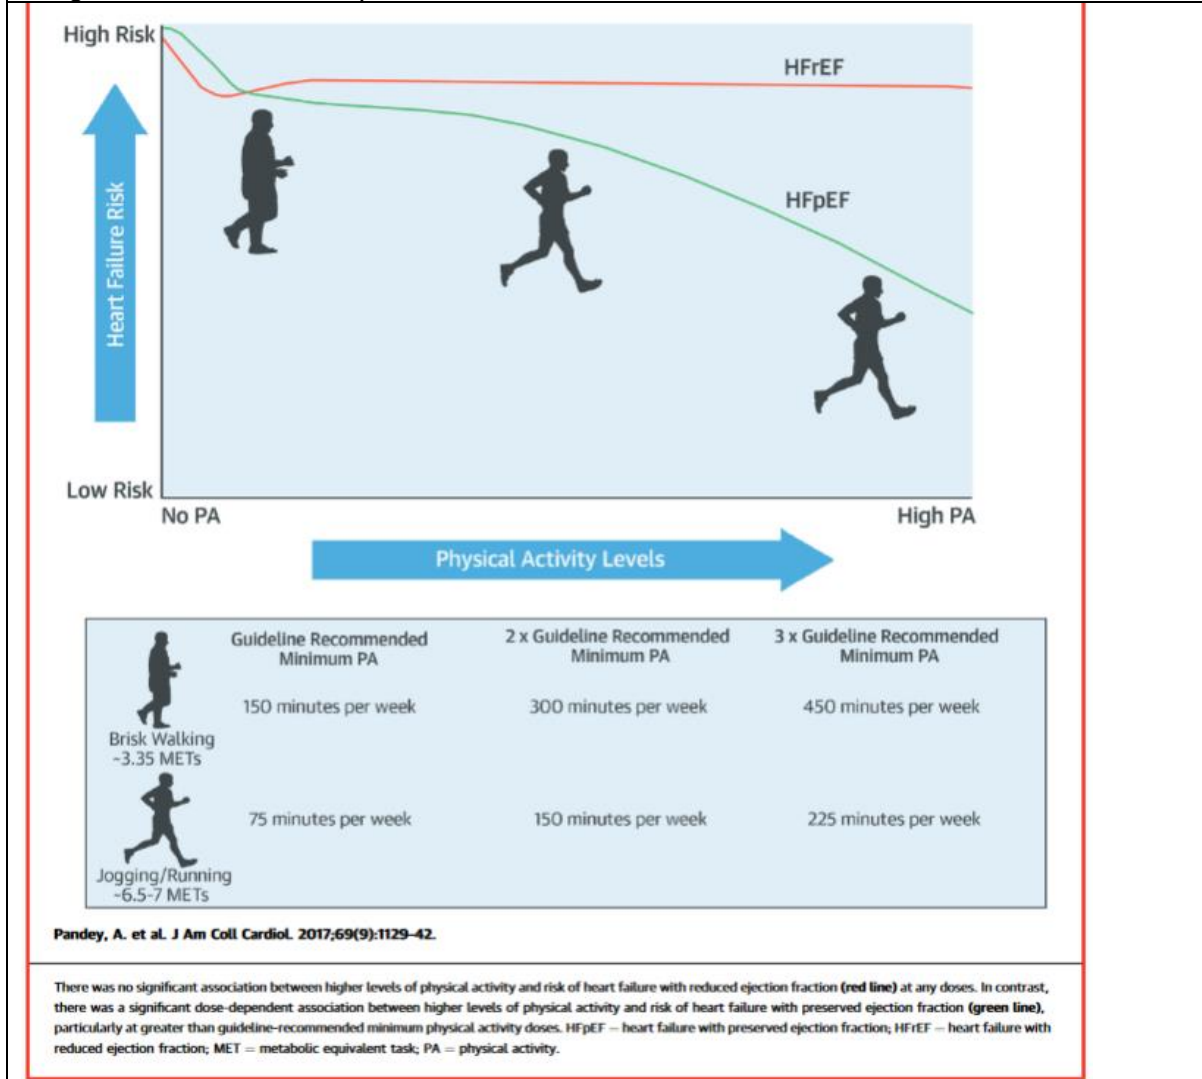 High Risk
HFrEF
HFpEF
Heart Failure Risk
Low Risk
No PA
High PA
Physical Activity Levels
Guideline Recommended
Minimum PA
2 x Guideline Recommended
Minimum PA
3 x Guideline Recommended
Minimum PA
150 minutes per week
300 minutes per week
450 minutes per week
Brisk Walking
~3.35 METs
75 minutes per week
150 minutes per week
225 minutes per week
Jogging/Running
~6.5-7 METs
Pandey, A. et al. J Am Coll Cardiol. 2017;69(9):1129–42.
There was no significant association between higher levels of physical activity and risk of heart failure with reduced ejection fraction (red line) at any doses. In contrast,
there was a significant dose-dependent association between higher levels of physical activity and risk of heart failure with preserved ejection fraction (green line),
particularly at greater than guideline-recommended minimum physical activity doses. HFpEF = heart failure with preserved ejection fraction; HFrEF = heart failure with
reduced ejection fraction; MET = metabolic equivalent task; PA = physical activity.